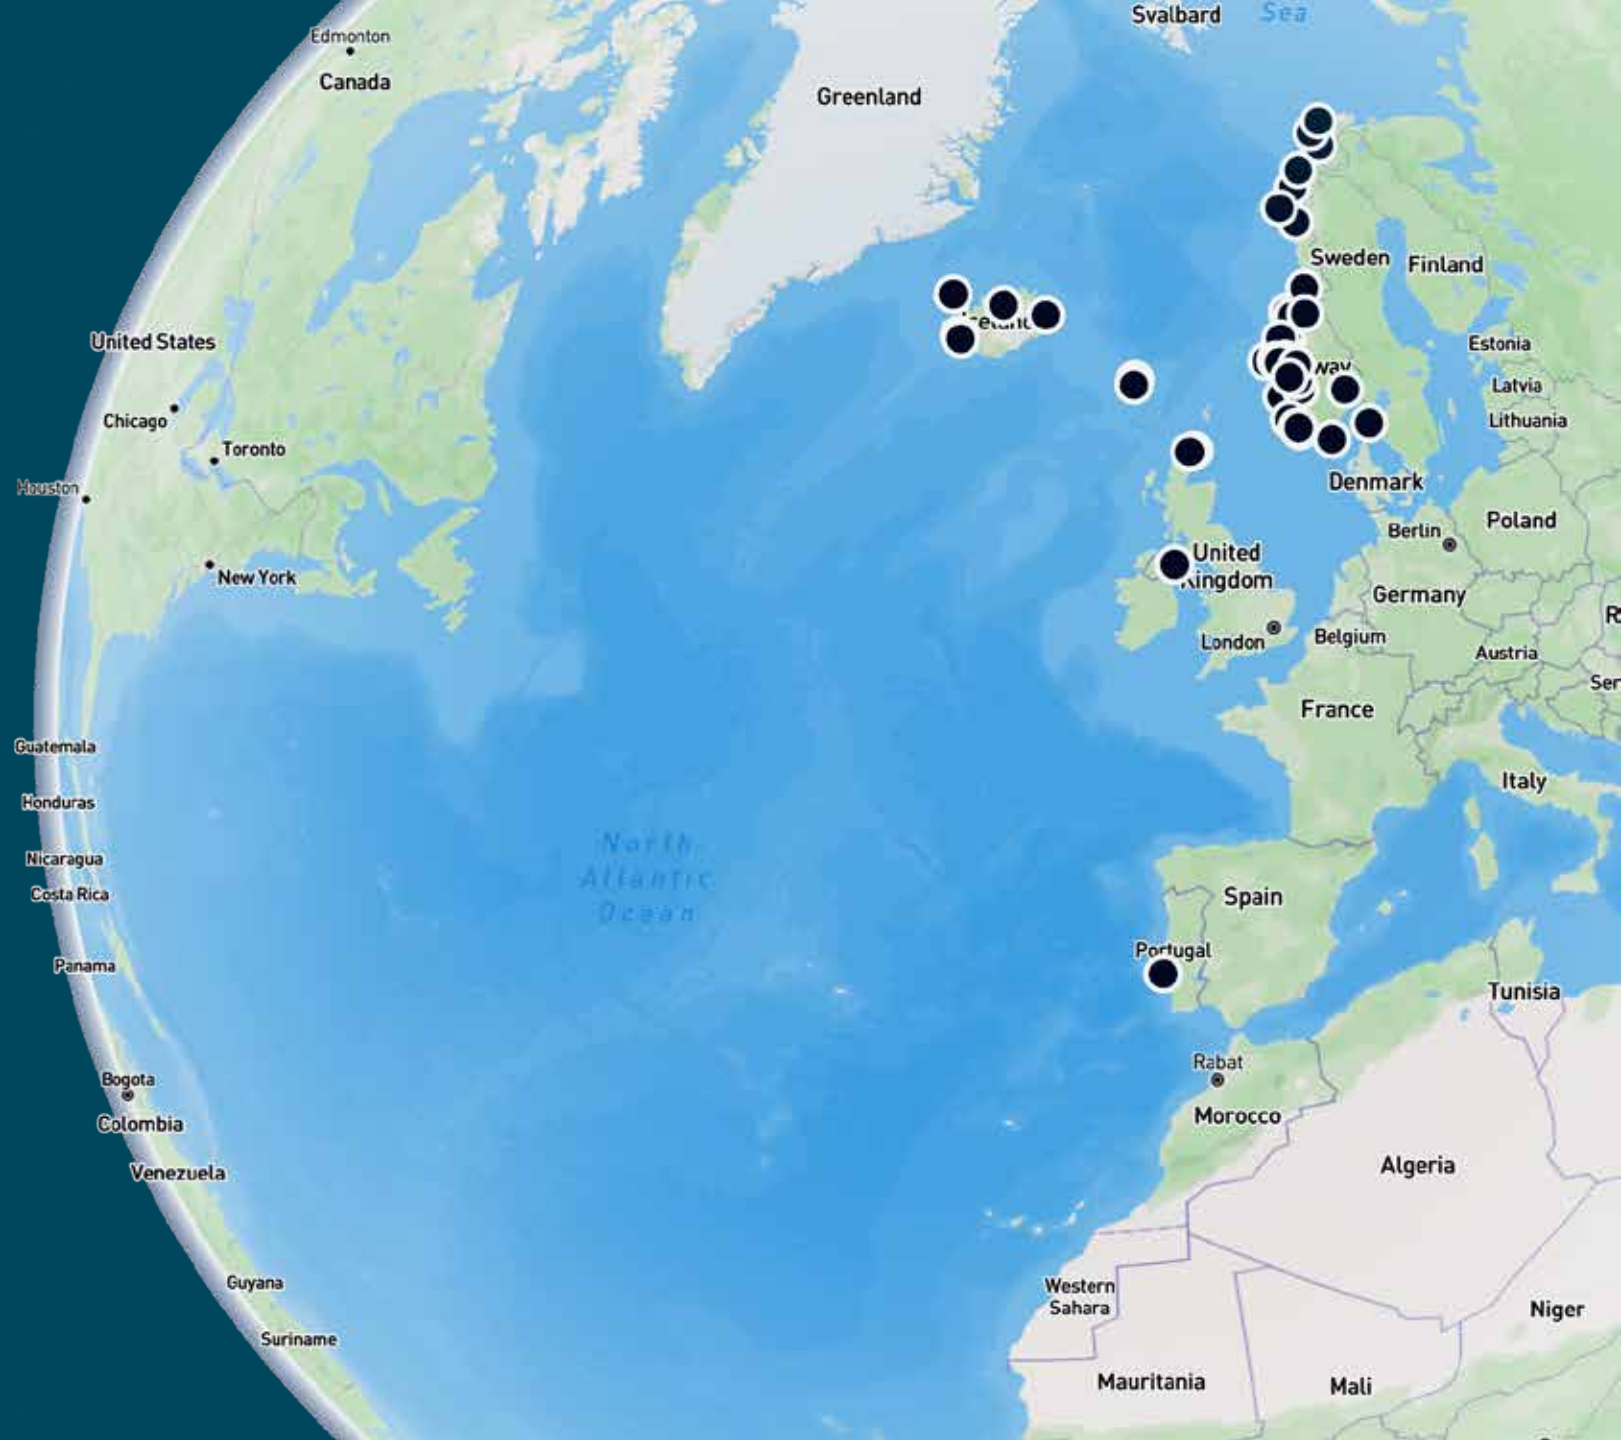 Svalbard
Sea
Edmonton
Canada
Greenland
Sweden
Finland
United States
Estonia
Latvia
Lithuania
Chicago
Toronto
Denmark
Houston
Poland
Berlin
United
Kingdom
New York
Germany
London
Belgium
Austria
Ser
France
Guatemala
Italy
Honduras
North
Atlantic
Ocean
Nicaragua
Costa Rica
Spain
Portugal
Panama
Tunisia
Rabat
Bogota
Morocco
Colombia
Algeria
Venezuela
Guyana
Western
Sahara
Niger
Suriname
Mauritania
Mali